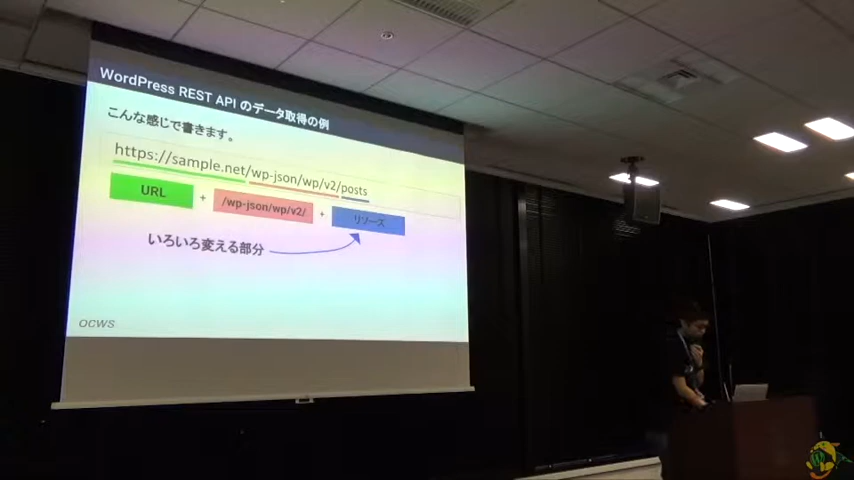 WordPress REST API のデータ取得の例
こんな感じで書きます。
https://sample.net/wp-json/wp/v2/posts
URL + /wp-json/wp/v2/ + リソース
いろいろ変える部分
OCWS